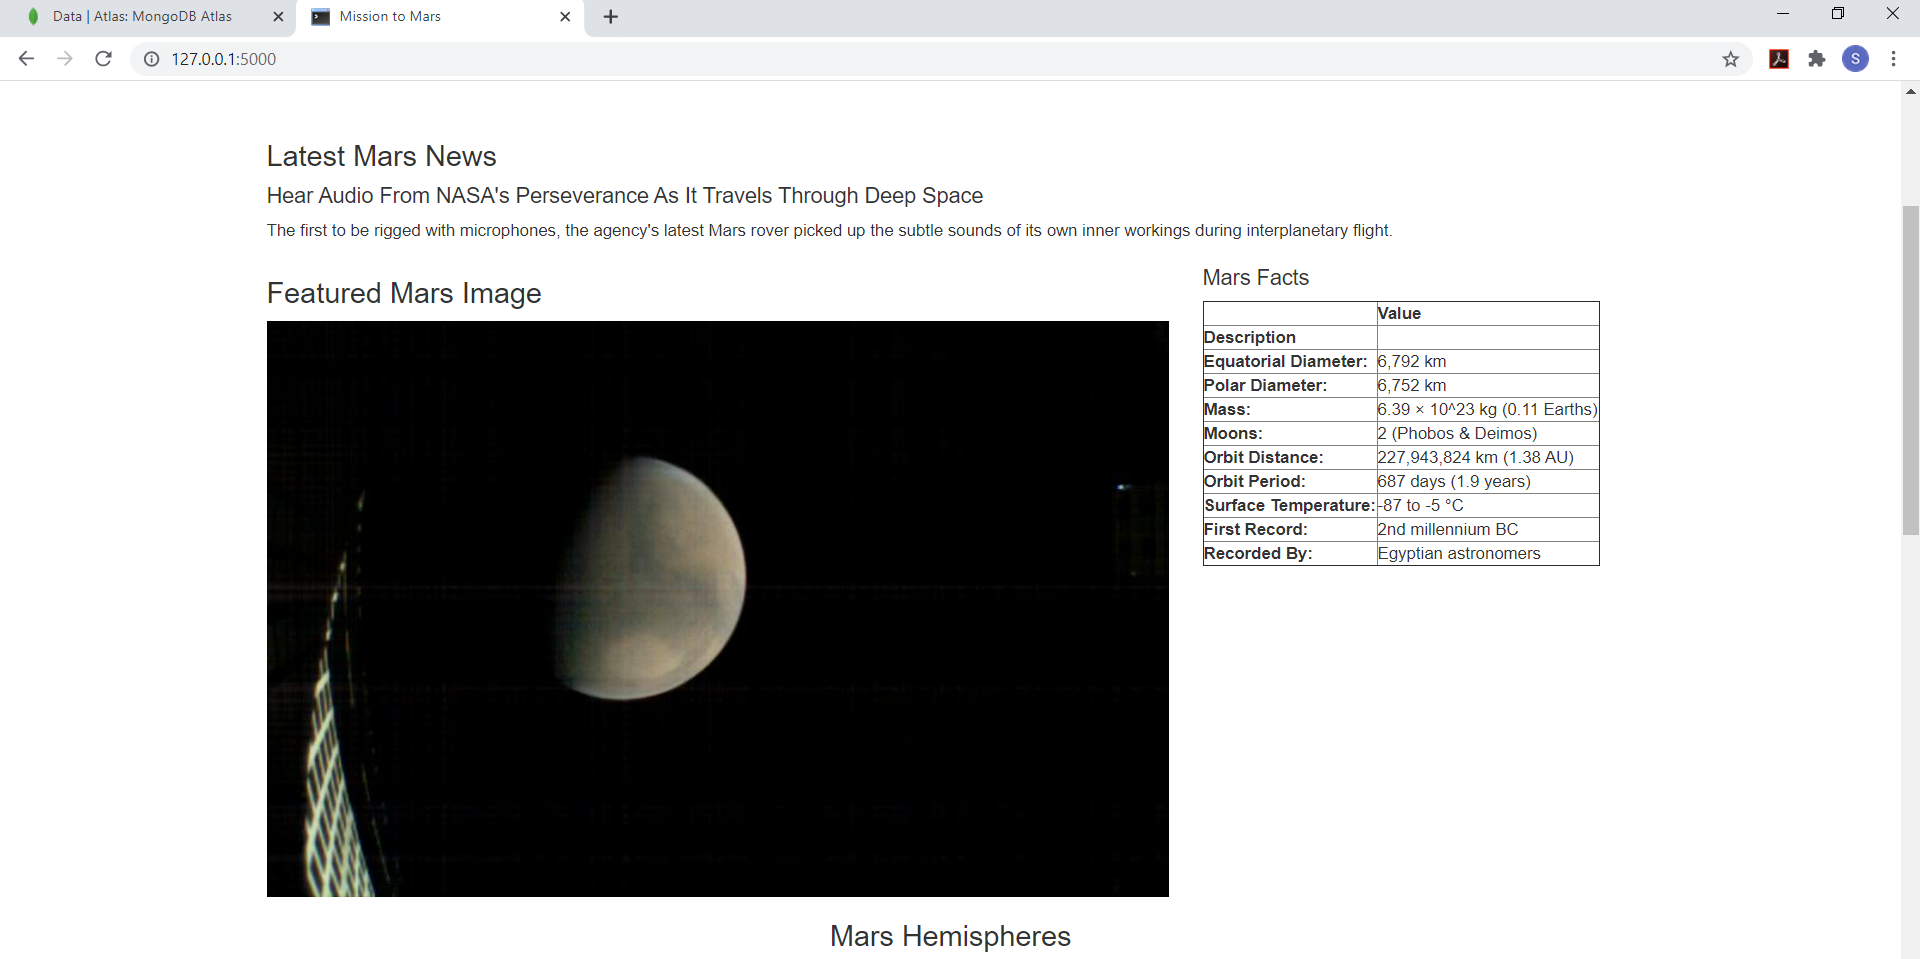 Data | Atlas: MongoDB Atlas
Mission to Mars
127.0.0.1:5000
S
Latest Mars News
Hear Audio From NASA's Perseverance As It Travels Through Deep Space
The first to be rigged with microphones, the agency's latest Mars rover picked up the subtle sounds of its own inner workings during interplanetary flight.
Featured Mars Image
Mars Facts
Value
Description
Equatorial Diameter: 6,792 km
Polar Diameter: 6,752 km
Mass: 6.39 × 10^23 kg (0.11 Earths)
Moons: 2 (Phobos & Deimos)
Orbit Distance: 227,943,824 km (1.38 AU)
Orbit Period: 687 days (1.9 years)
Surface Temperature: -87 to -5 °C
First Record: 2nd millennium BC
Recorded By: Egyptian astronomers
Mars Hemispheres